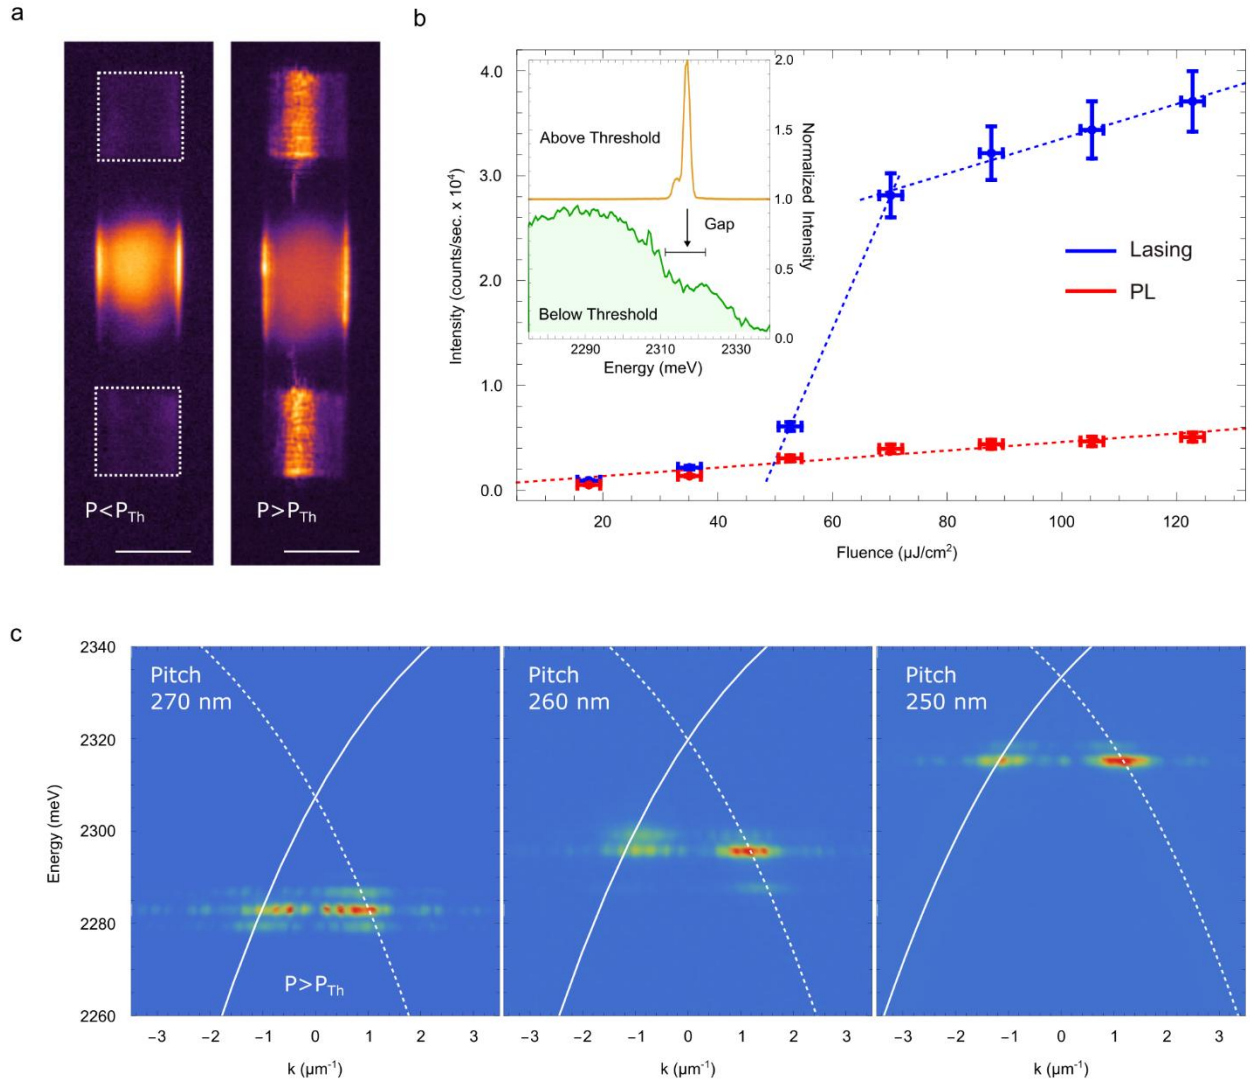 a
P<P_Th
P>P_Th
b
Intensity (counts/sec. x 10⁴)
4.0
3.0
2.0
1.0
0.0
20
40
60
80
100
120
Fluence (μJ/cm²)
Lasing
PL
Above Threshold
Gap
Below Threshold
Normalized Intensity
2.0
1.5
1.0
0.5
0.0
2290
2310
2330
Energy (meV)
c
Energy (meV)
2340
2320
2300
2280
2260
Pitch
270 nm
P>P_Th
−3 −2 −1 0 1 2 3
k (μm⁻¹)
Pitch
260 nm
−3 −2 −1 0 1 2 3
k (μm⁻¹)
Pitch
250 nm
−3 −2 −1 0 1 2 3
k (μm⁻¹)